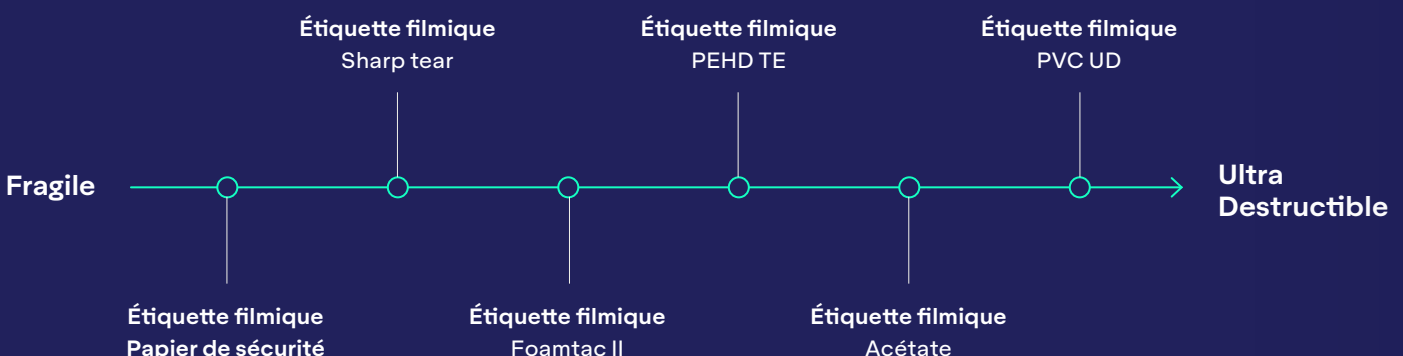 Étiquette filmique
Sharp tear
Étiquette filmique
PEHD TE
Étiquette filmique
PVC UD
Fragile
Ultra
Destructible
Étiquette filmique
Papier de sécurité
Étiquette filmique
Foamtac II
Étiquette filmique
Acétate